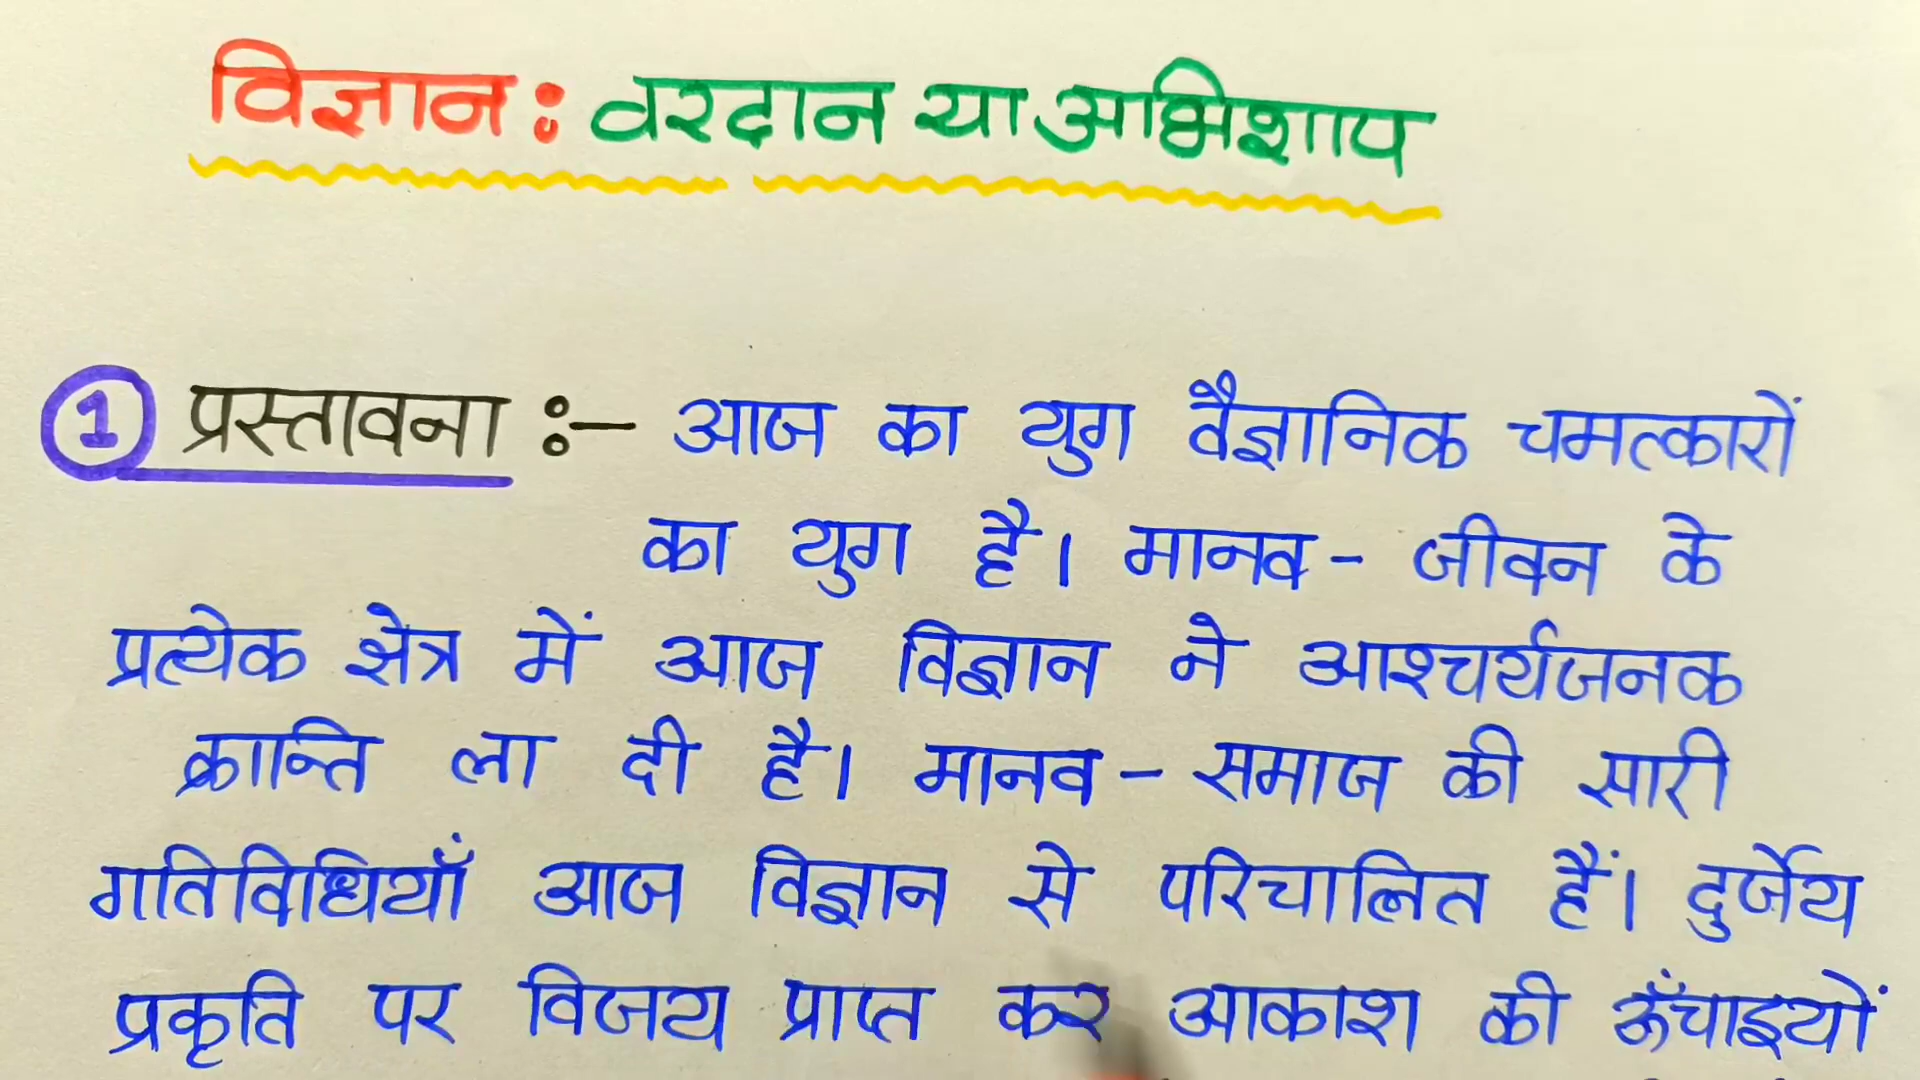 विज्ञान : वरदान या अभिशाप
1 प्रस्तावना :- आज का युग वैज्ञानिक चमत्कारों
का युग है। मानव - जीवन के
प्रत्येक क्षेत्र में आज विज्ञान ने आश्चर्यजनक
क्रान्ति ला दी है। मानव - समाज की सारी
गतिविधियाँ आज विज्ञान से परिचालित हैं। दुर्जेय
प्रकृति पर विजय प्राप्त कर आकाश की ऊँचाइयों